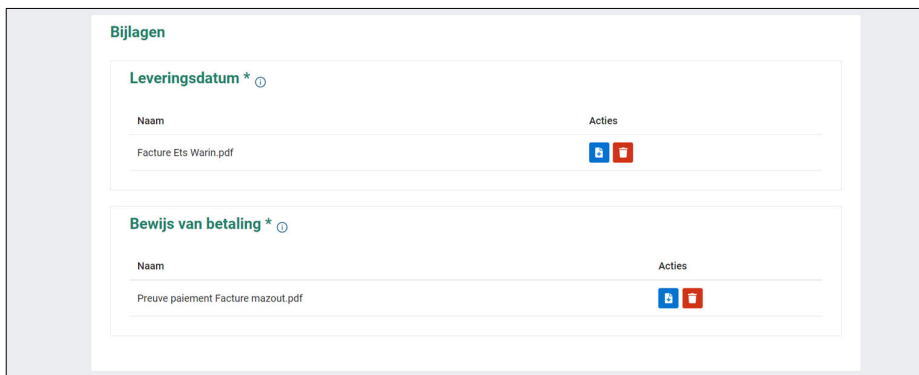 Bijlagen
Leveringsdatum *
Naam Acties
Facture Ets Warin.pdf
Bewijs van betaling *
Naam Acties
Preuve paiement Facture mazout.pdf